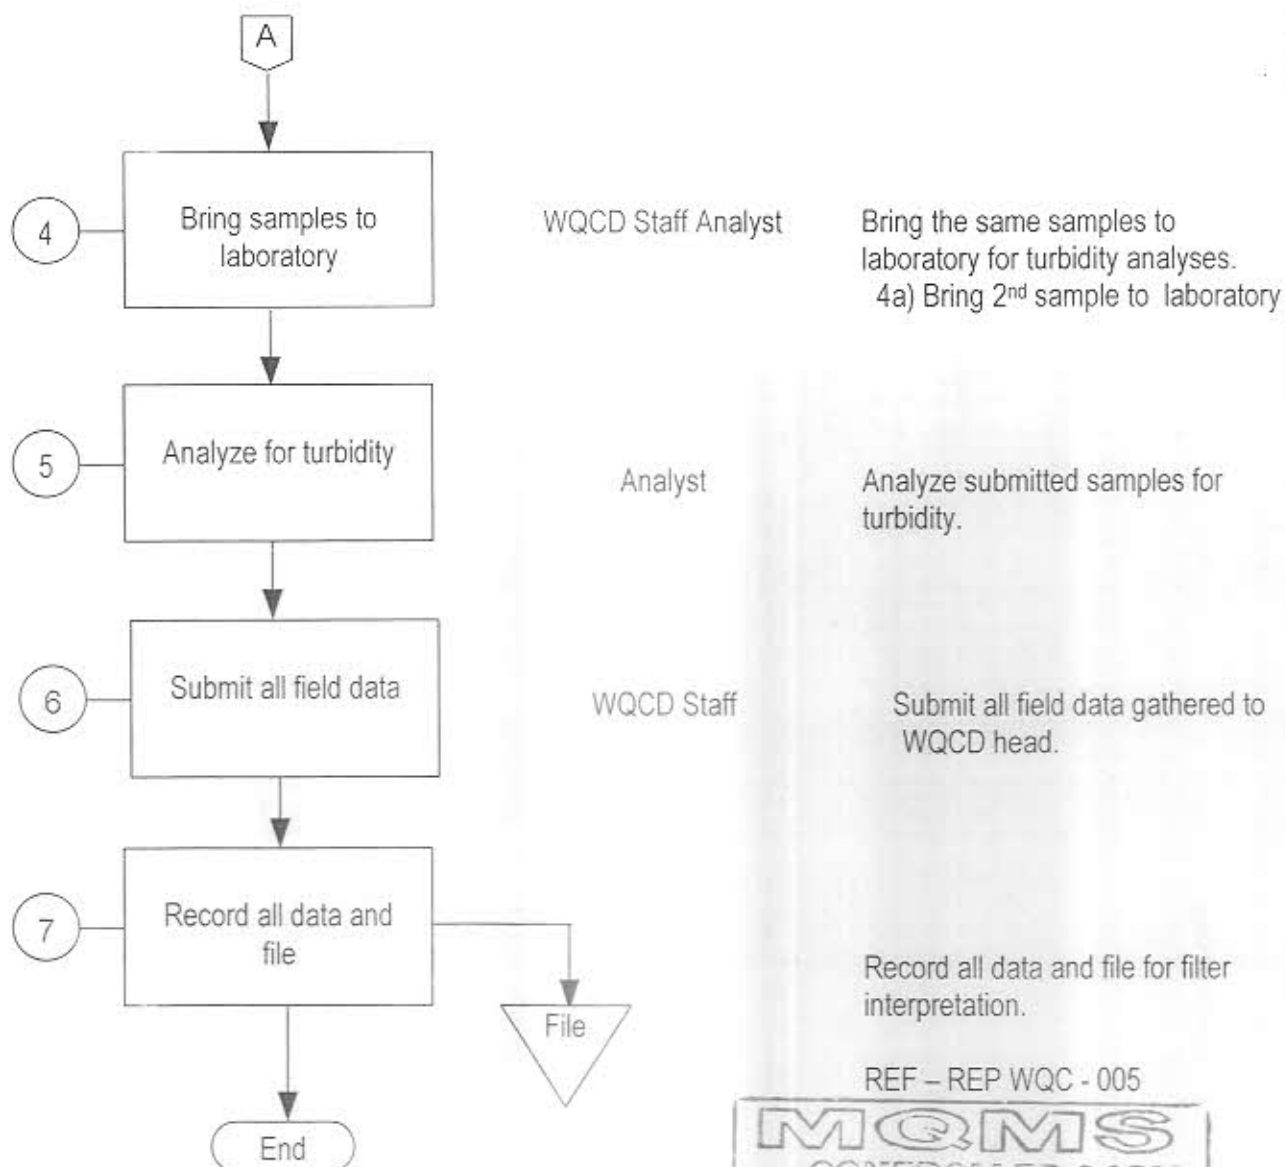 A
4
Bring samples to
laboratory
WQCD Staff Analyst
Bring the same samples to
laboratory for turbidity analyses.
4a) Bring 2nd sample to laboratory
5
Analyze for turbidity
Analyst
Analyze submitted samples for
turbidity.
6
Submit all field data
WQCD Staff
Submit all field data gathered to
WQCD head.
7
Record all data and
file
File
Record all data and file for filter
interpretation.
REF – REP WQC - 005
End
MQMS